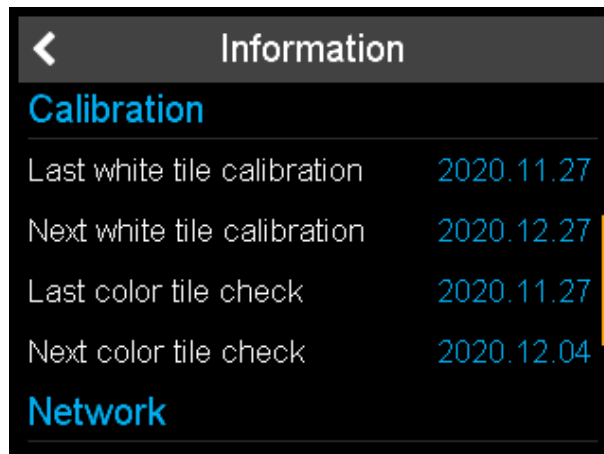 Information
Calibration
Last white tile calibration 2020.11.27
Next white tile calibration 2020.12.27
Last color tile check 2020.11.27
Next color tile check 2020.12.04
Network